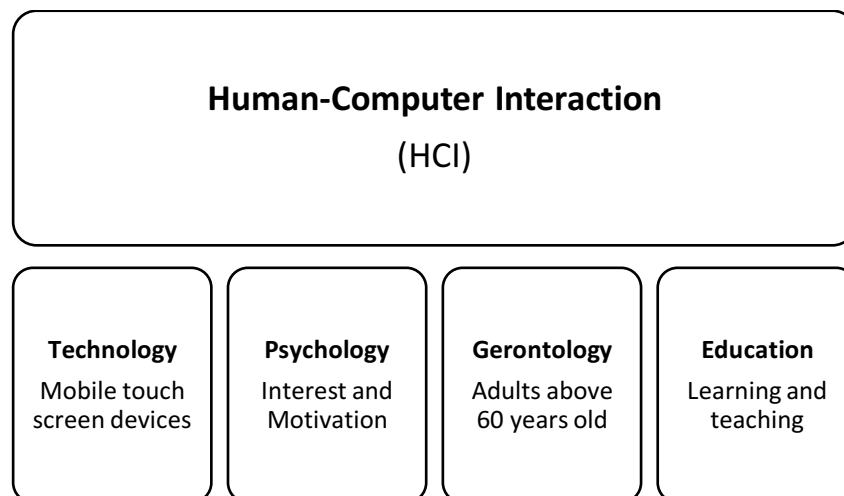 Human-Computer Interaction
(HCI)
Technology
Mobile touch
screen devices
Psychology
Interest and
Motivation
Gerontology
Adults above
60 years old
Education
Learning and
teaching